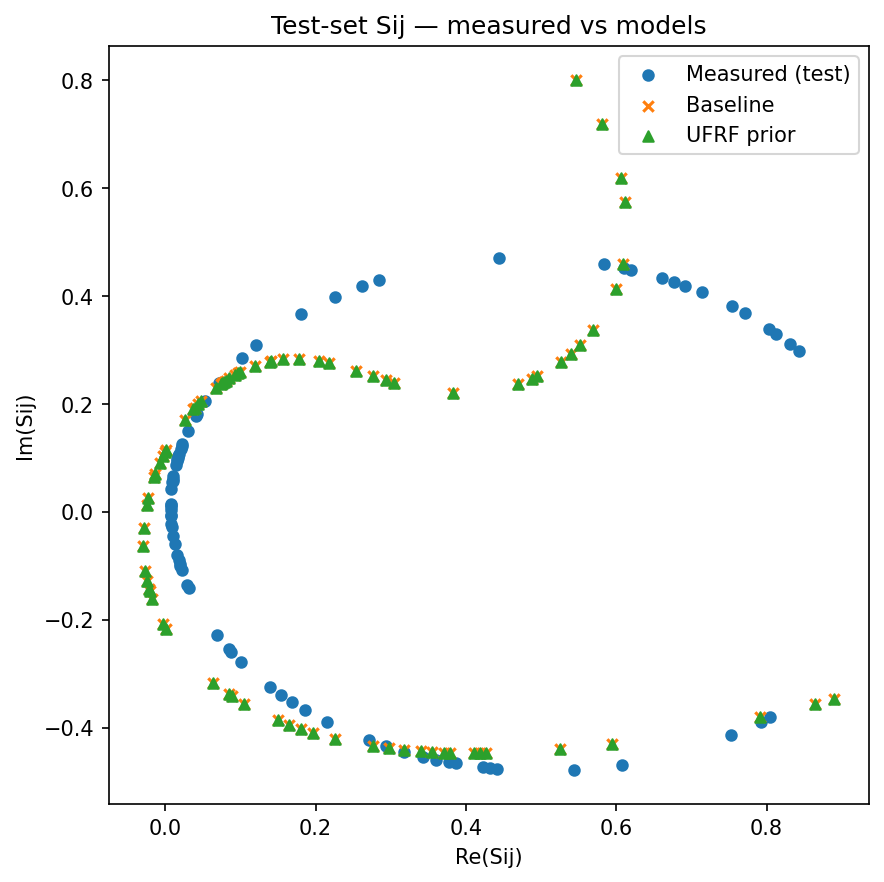 Test-set Sij — measured vs models
Measured (test)
Baseline
UFRF prior
0.8
0.6
0.4
0.2
0.0
−0.2
−0.4
Im(Sij)
0.0
0.2
0.4
0.6
0.8
Re(Sij)